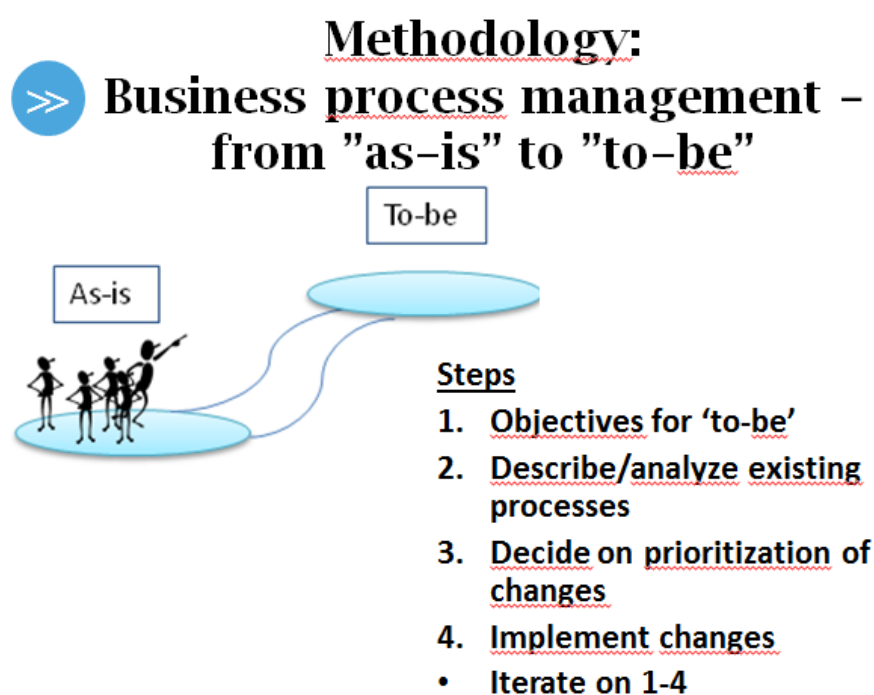 Methodology:
Business process management –
from ”as-is” to ”to-be”
To-be
As-is
Steps
1. Objectives for ‘to-be’
2. Describe/analyze existing
processes
3. Decide on prioritization of
changes
4. Implement changes
• Iterate on 1-4